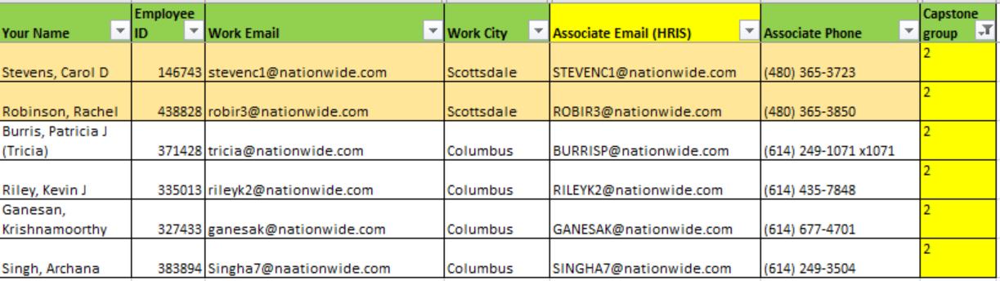 Your Name Employee ID Work Email Work City Associate Email (HRIS) Associate Phone Capstone group
Stevens, Carol D 146743 stevenc1@nationwide.com Scottsdale STEVENC1@nationwide.com (480) 365-3723 2
Robinson, Rachel 438828 robir3@nationwide.com Scottsdale ROBIR3@nationwide.com (480) 365-3850 2
Burris, Patricia J (Tricia) 371428 tricia@nationwide.com Columbus BURRISP@nationwide.com (614) 249-1071 x1071 2
Riley, Kevin J 335013 rileyk2@nationwide.com Columbus RILEYK2@nationwide.com (614) 435-7848 2
Ganesan, Krishnamoorthy 327433 ganesak@nationwide.com Columbus GANESAK@nationwide.com (614) 677-4701 2
Singh, Archana 383894 Singha7@naationwide.com Columbus SINGHA7@nationwide.com (614) 249-3504 2